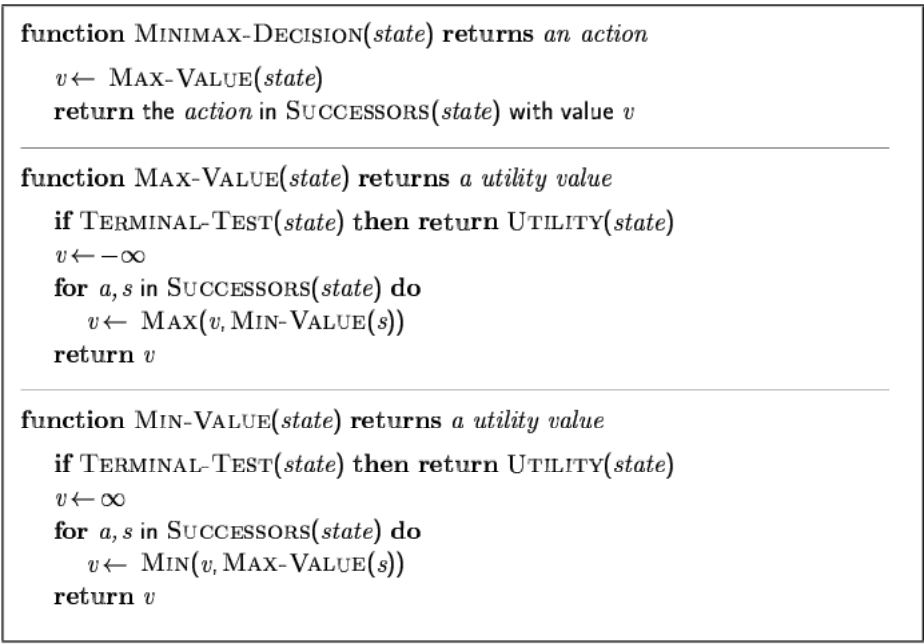 function MINIMAX-DECISION(state) returns an action
v ← MAX-VALUE(state)
return the action in SUCCESSORS(state) with value v
function MAX-VALUE(state) returns a utility value
if TERMINAL-TEST(state) then return UTILITY(state)
v ← −∞
for a, s in SUCCESSORS(state) do
v ← MAX(v, MIN-VALUE(s))
return v
function MIN-VALUE(state) returns a utility value
if TERMINAL-TEST(state) then return UTILITY(state)
v ← ∞
for a, s in SUCCESSORS(state) do
v ← MIN(v, MAX-VALUE(s))
return v